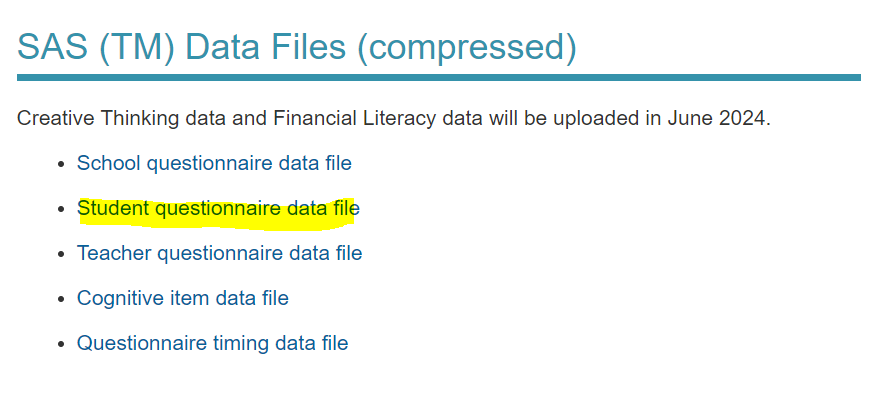 SAS (TM) Data Files (compressed)
Creative Thinking data and Financial Literacy data will be uploaded in June 2024.
• School questionnaire data file
• Student questionnaire data file
• Teacher questionnaire data file
• Cognitive item data file
• Questionnaire timing data file